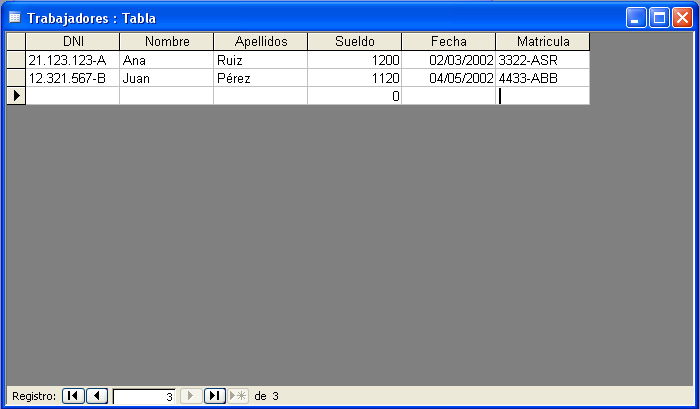 Trabajadores : Tabla
DNI Nombre Apellidos Sueldo Fecha Matricula
21.123.123-A Ana Ruiz 1200 02/03/2002 3322-ASR
12.321.567-B Juan Pérez 1120 04/05/2002 4433-ABB
0
Registro: 3 de 3